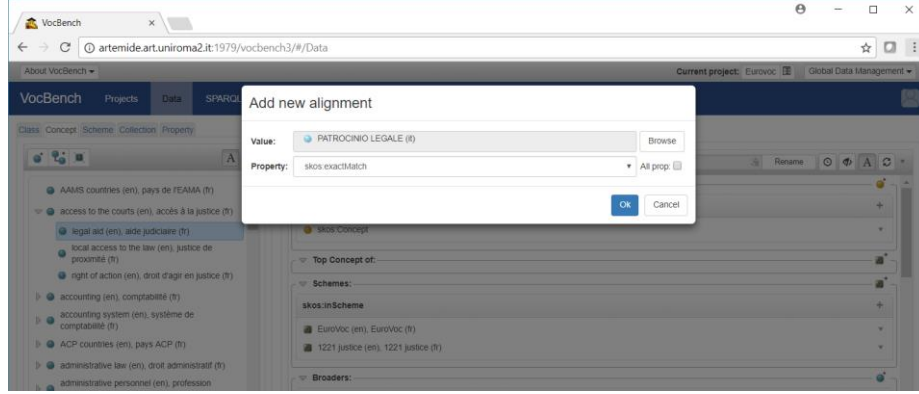 VocBench
artemide.art.uniroma2.it:1979/vocbench3/#/Data
About VocBench
Current project: Eurovoc
Global Data Management
VocBench Projects Data SPARQL
Class Concept Scheme Collection Property
Add new alignment
Value: PATROCINIO LEGALE (it) Browse
Property: skos:exactMatch All prop:
Ok Cancel
A
Rename
A
AAMS countries (en), pays de l'EAMA (fr)
access to the courts (en), accès à la justice (fr)
legal aid (en), aide judiciaire (fr)
local access to the law (en), justice de
proximité (fr)
right of action (en), droit d'agir en justice (fr)
accounting (en), comptabilité (fr)
accounting system (en), système de
comptabilité (fr)
ACP countries (en), pays ACP (fr)
administrative law (en), droit administratif (fr)
administrative personnel (en), profession
skos:Concept
Top Concept of:
Schemes:
skos:inScheme
EuroVoc (en), EuroVoc (fr)
1221 justice (en), 1221 justice (fr)
Broaders: